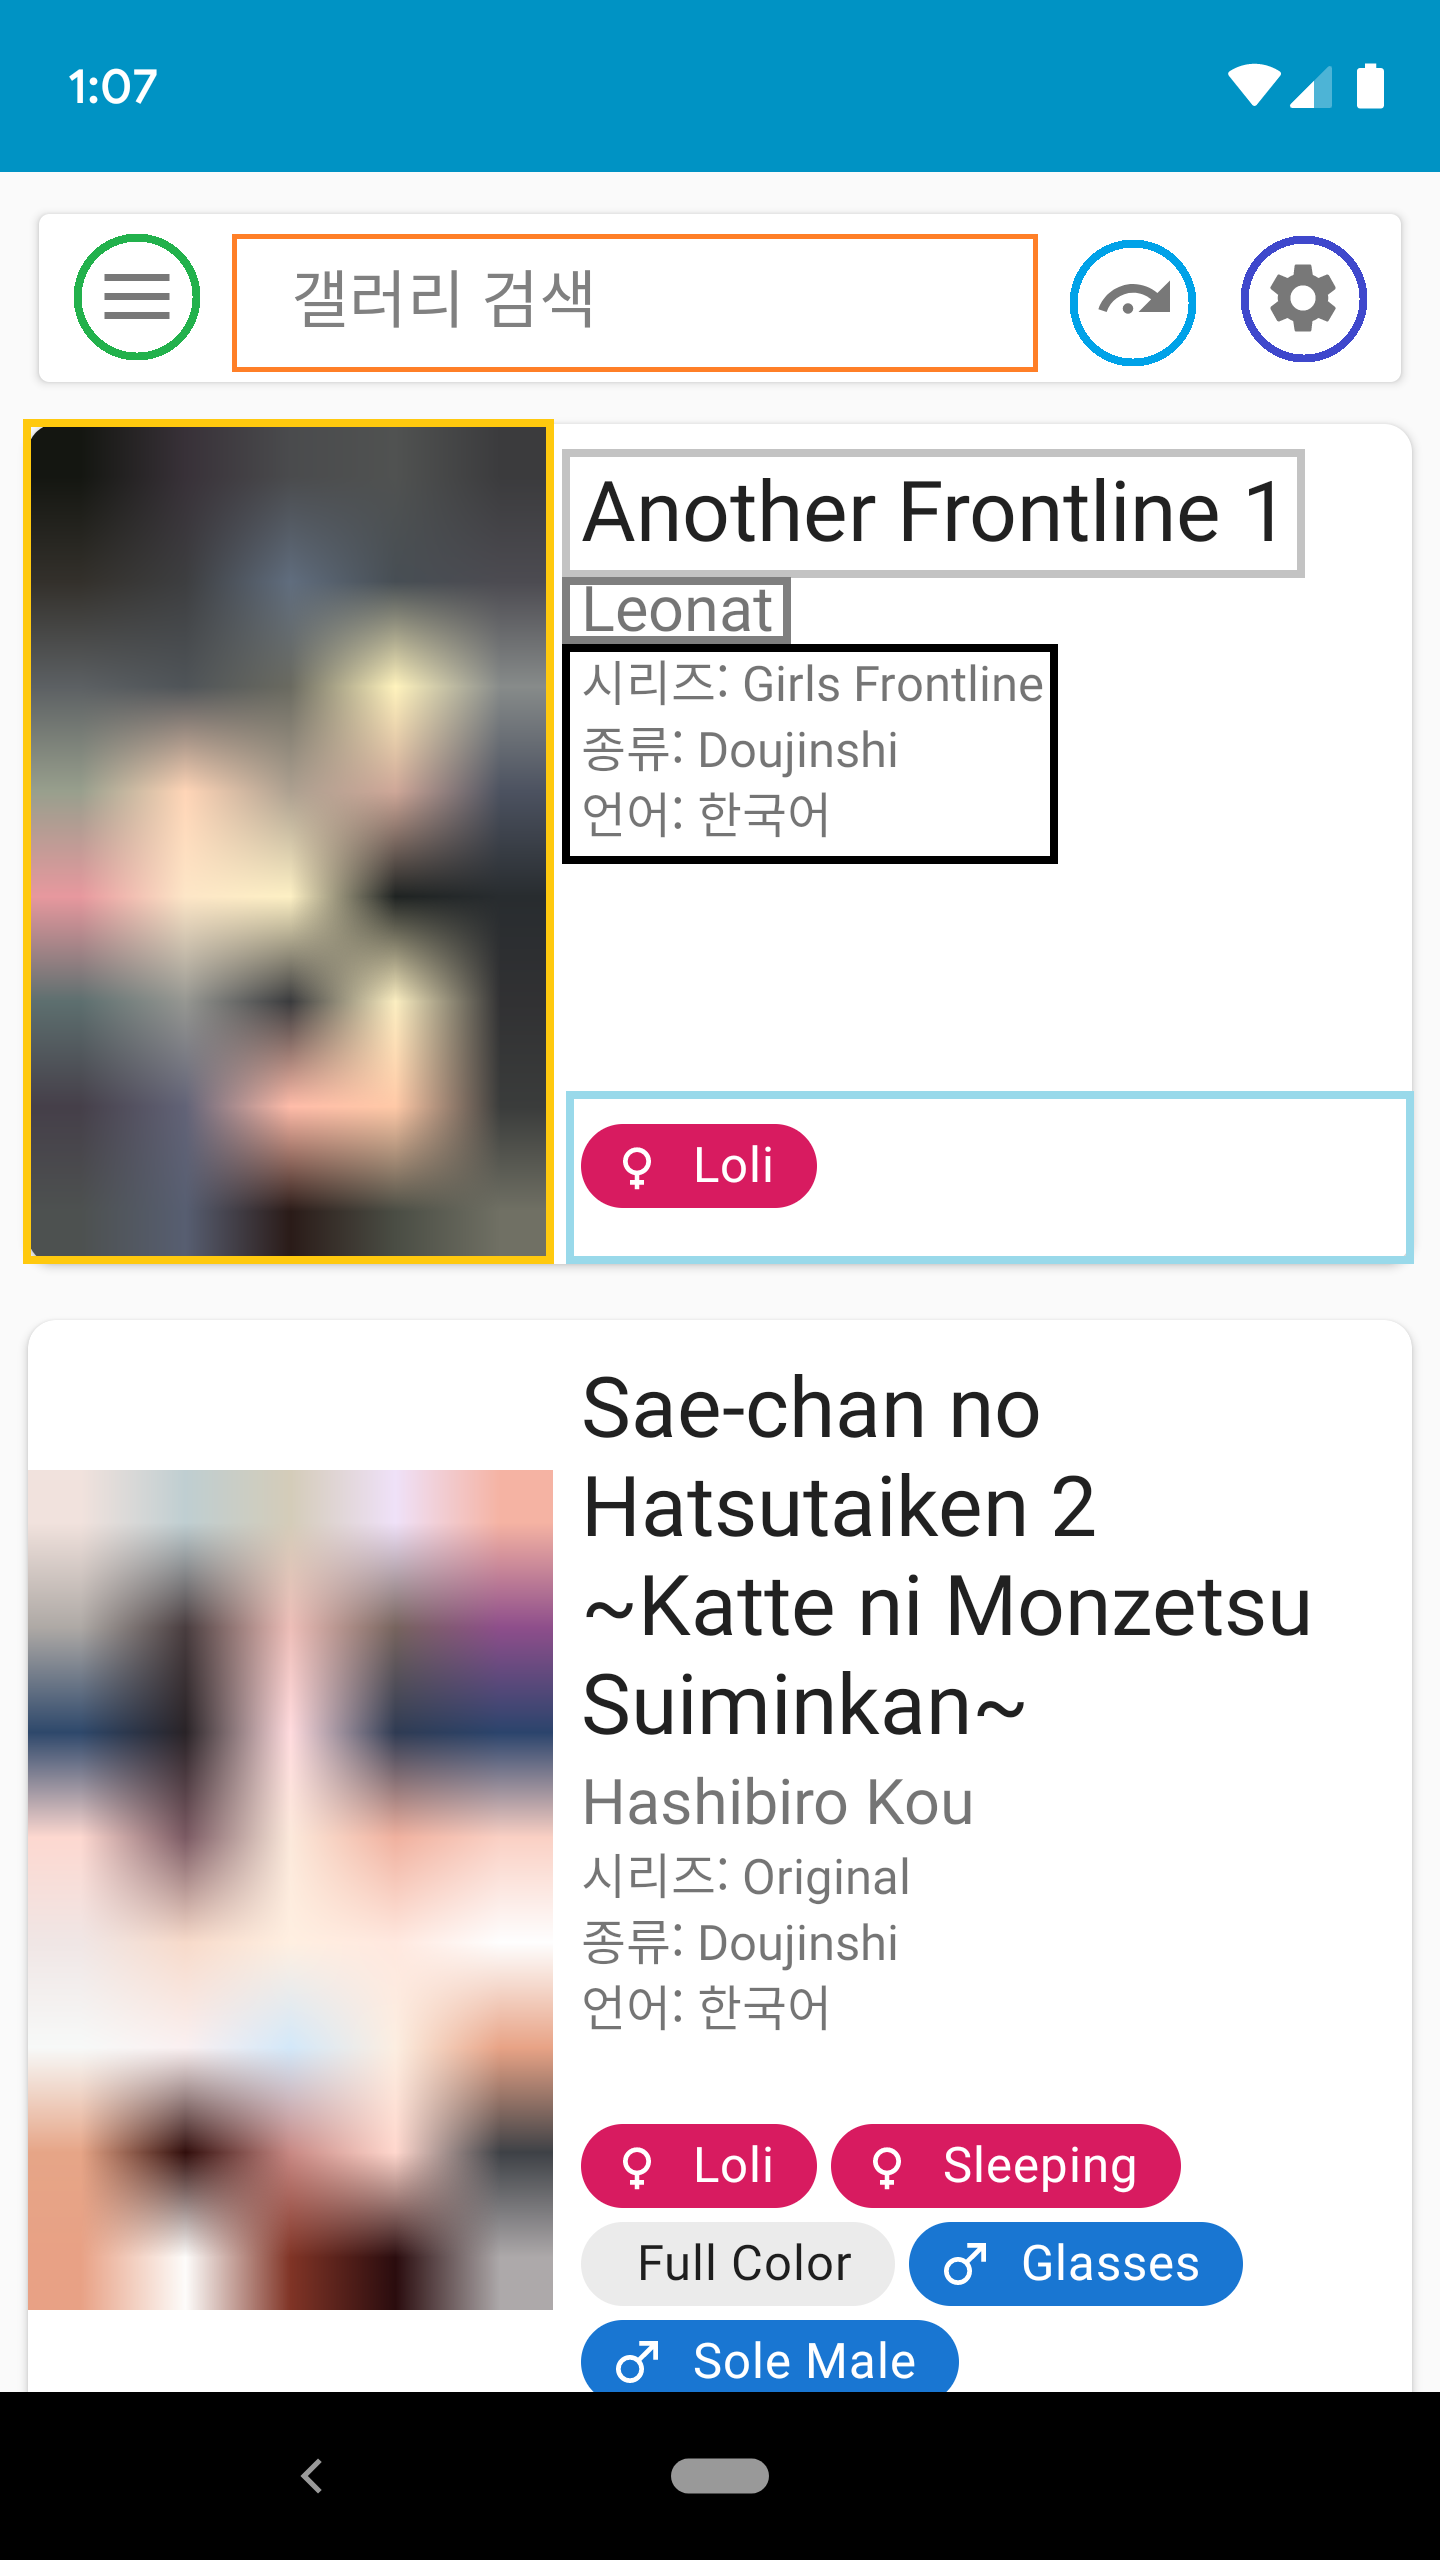 1:07
갤러리 검색
Another Frontline 1
Leonat
시리즈: Girls Frontline
종류: Doujinshi
언어: 한국어
Loli
Sae-chan no
Hatsutaiken 2
~Katte ni Monzetsu
Suiminkan~
Hashibiro Kou
시리즈: Original
종류: Doujinshi
언어: 한국어
Loli Sleeping
Full Color Glasses
Sole Male